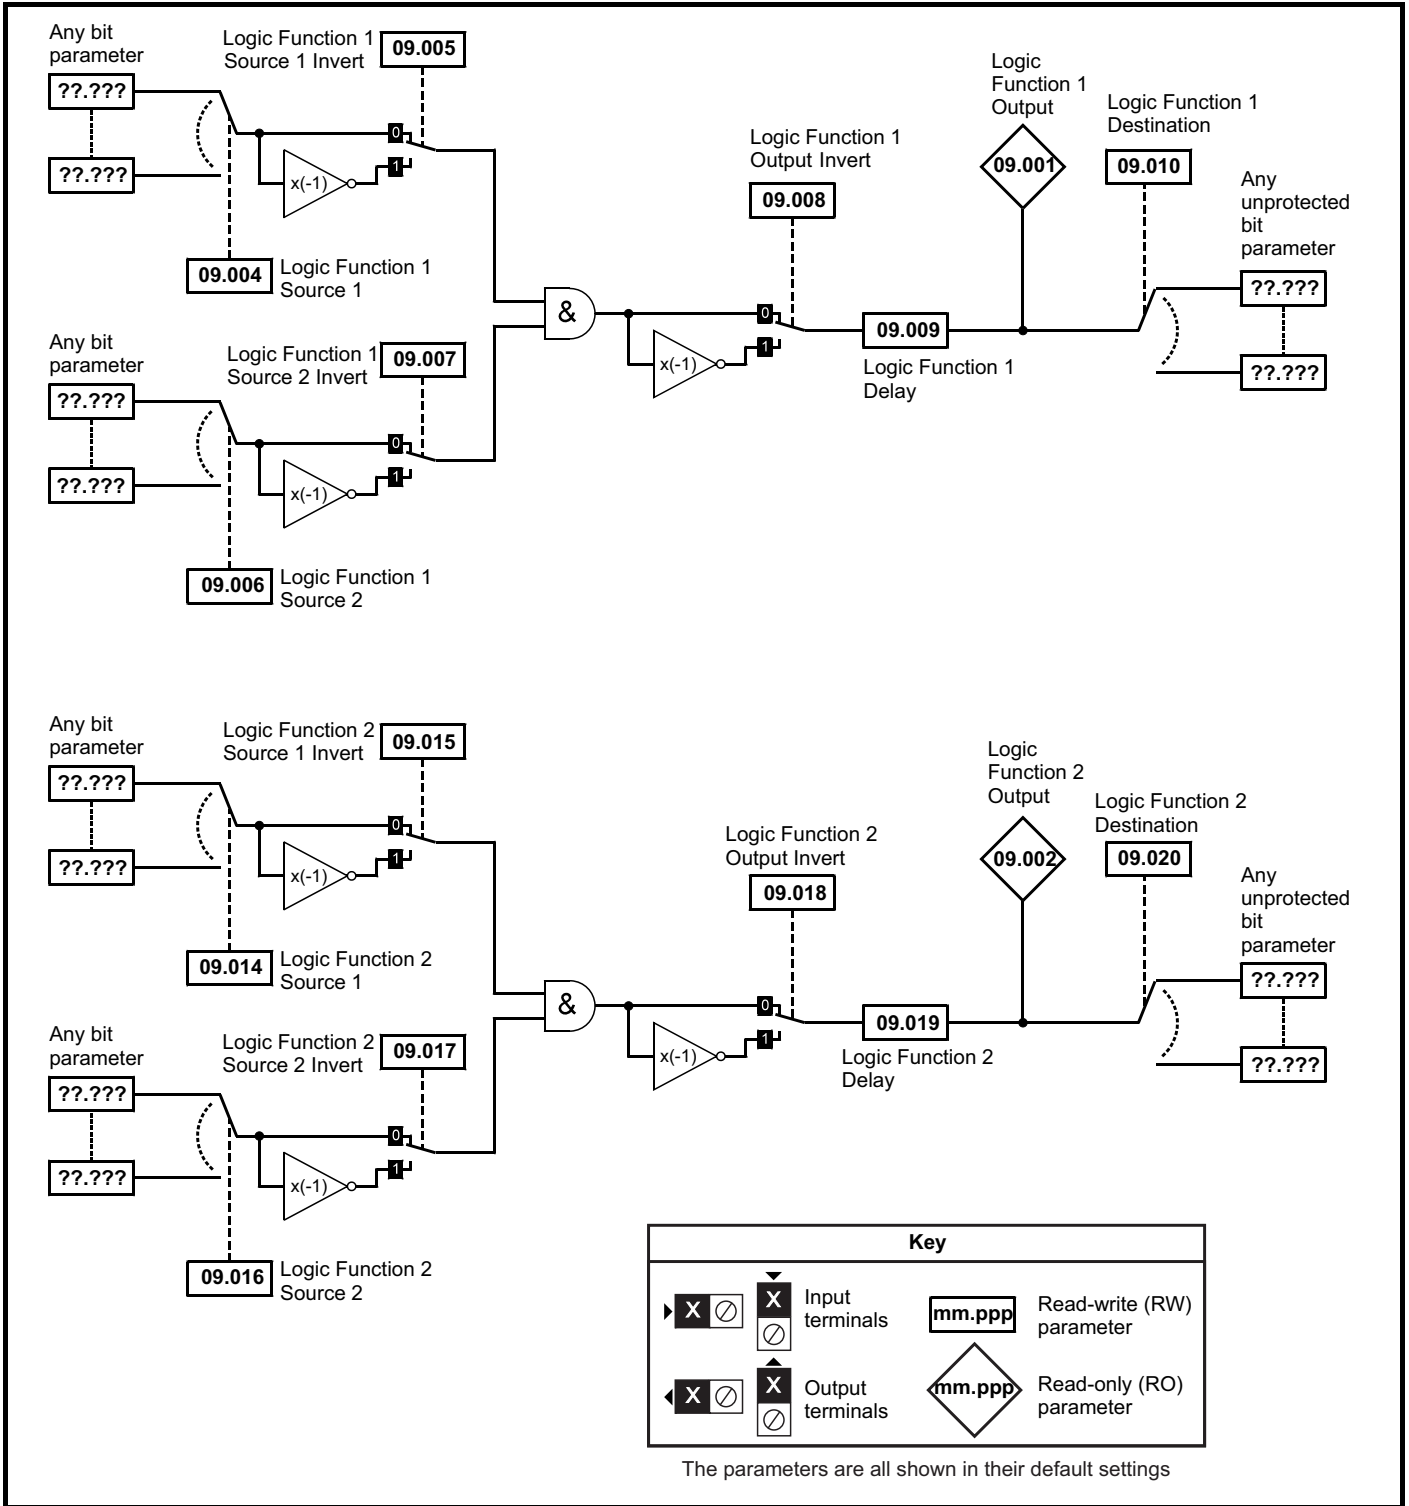 Any bit
parameter
??.???
??.???
Logic Function 1
Source 1 Invert
09.005
0
1
x(-1)
09.004
Logic Function 1
Source 1
Any bit
parameter
??.???
??.???
Logic Function 1
Source 2 Invert
09.007
0
1
x(-1)
09.006
Logic Function 1
Source 2
&
x(-1)
Logic Function 1
Output Invert
09.008
0
1
09.009
Logic Function 1
Delay
Logic
Function 1
Output
09.001
Logic Function 1
Destination
09.010
Any
unprotected
bit
parameter
??.???
??.???
Any bit
parameter
??.???
??.???
Logic Function 2
Source 1 Invert
09.015
0
1
x(-1)
09.014
Logic Function 2
Source 1
Any bit
parameter
??.???
??.???
Logic Function 2
Source 2 Invert
09.017
0
1
x(-1)
09.016
Logic Function 2
Source 2
&
x(-1)
Logic Function 2
Output Invert
09.018
0
1
09.019
Logic Function 2
Delay
Logic
Function 2
Output
09.002
Logic Function 2
Destination
09.020
Any
unprotected
bit
parameter
??.???
??.???
Key
X
X
Input
terminals
mm.ppp
Read-write (RW)
parameter
X
X
Output
terminals
mm.ppp
Read-only (RO)
parameter
The parameters are all shown in their default settings